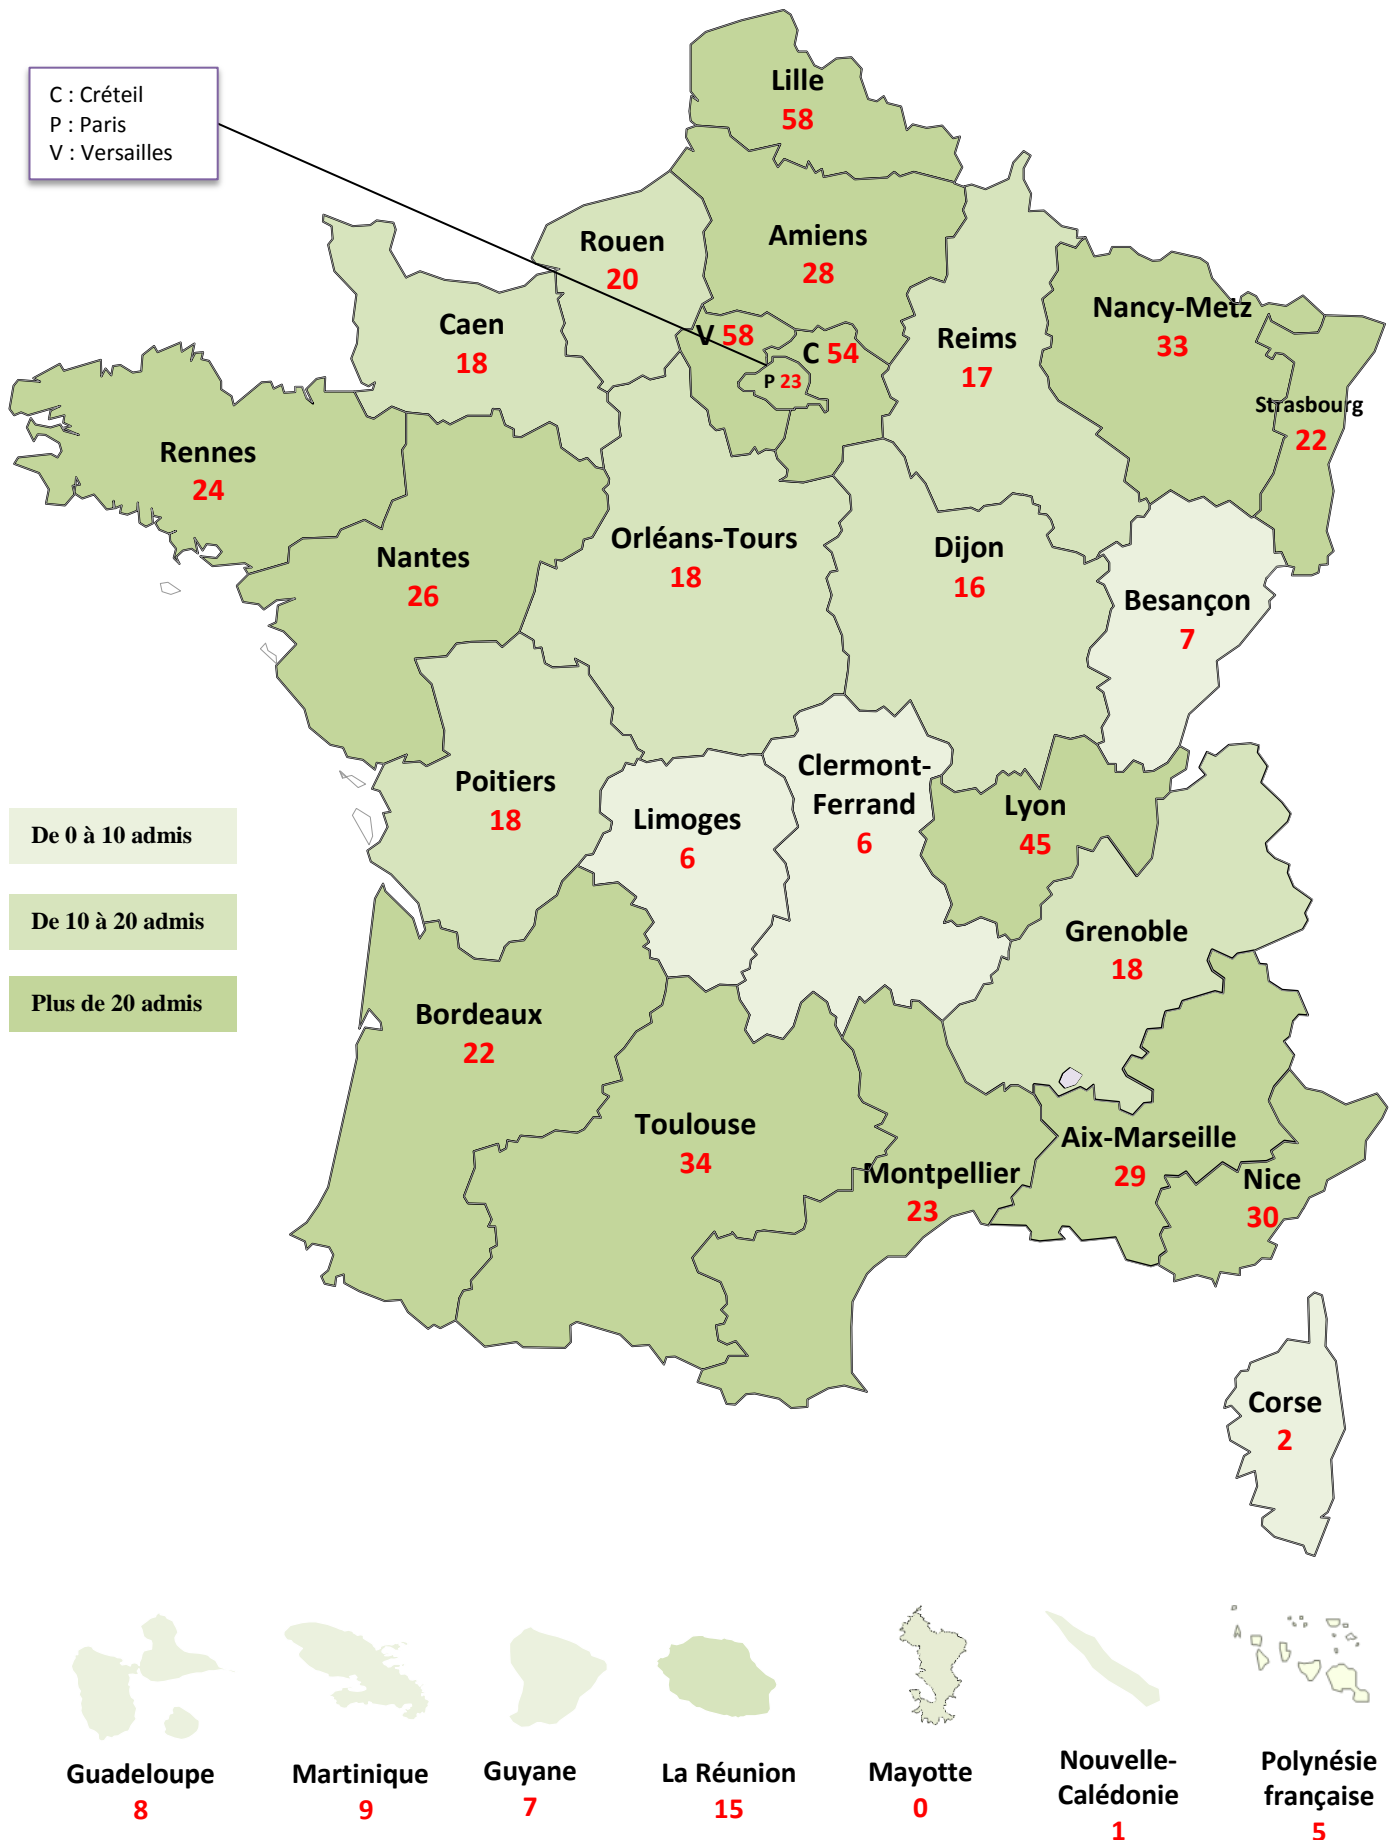 C : Créteil
P : Paris
V : Versailles
Lille
58
Rouen
20
Amiens
28
Caen
18
V 58
C 54
P 23
Reims
17
Nancy-Metz
33
Strasbourg
22
Rennes
24
Nantes
26
Orléans-Tours
18
Dijon
16
Besançon
7
Poitiers
18
Limoges
6
Clermont-
Ferrand
6
Lyon
45
De 0 à 10 admis
De 10 à 20 admis
Plus de 20 admis
Grenoble
18
Bordeaux
22
Toulouse
34
Montpellier
23
Aix-Marseille
29
Nice
30
Corse
2
Guadeloupe
8
Martinique
9
Guyane
7
La Réunion
15
Mayotte
0
Nouvelle-
Calédonie
1
Polynésie
française
5